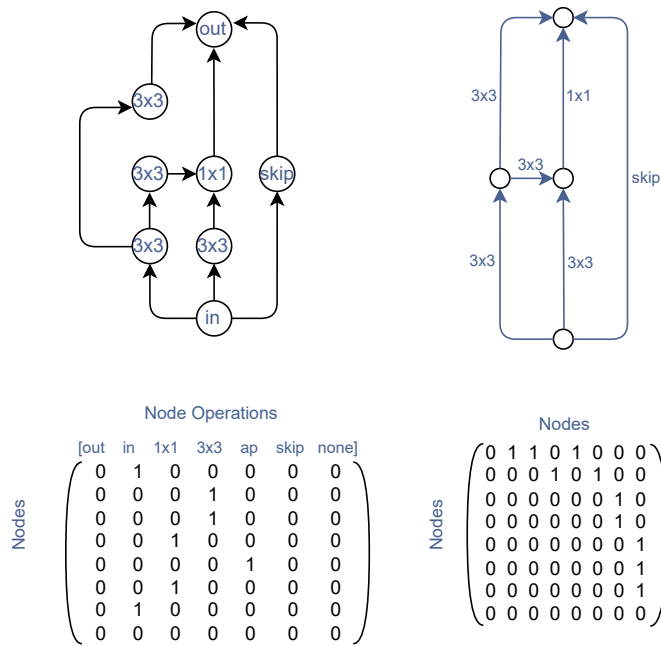 out
3x3
3x3 1x1 skip
3x3 3x3
in
3x3 1x1
3x3
skip
3x3 3x3
Node Operations
[out in 1x1 3x3 ap skip none]
Nodes
0 1 0 0 0 0 0
0 0 0 1 0 0 0
0 0 0 1 0 0 0
0 0 1 0 0 0 0
0 0 0 0 1 0 0
0 0 1 0 0 0 0
0 1 0 0 0 0 0
0 0 0 0 0 0 0
Nodes
Nodes
0 1 1 0 1 0 0 0
0 0 0 1 0 1 0 0
0 0 0 0 0 0 1 0
0 0 0 0 0 0 1 0
0 0 0 0 0 0 0 1
0 0 0 0 0 0 0 1
0 0 0 0 0 0 0 1
0 0 0 0 0 0 0 0